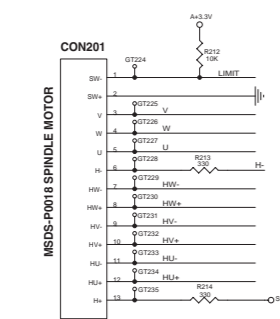 A+3.3V
CON201
R212
10K
GT224
SW- 1 LIMIT
SW+ 2
GT225
V 3 V
GT226
W 4 W
GT227
U 5 U
GT228
R213
H- 6 330 H-
GT229
HW- 7 HW-
GT230
HW+ 8 HW+
GT231
HV- 9 HV-
GT232
HV+ 10 HV+
GT233
HU- 11 HU-
GT234
HU+ 12 HU+
GT235
R214
H+ 13 330 S
MSDS-P0018 SPINDLE MOTOR